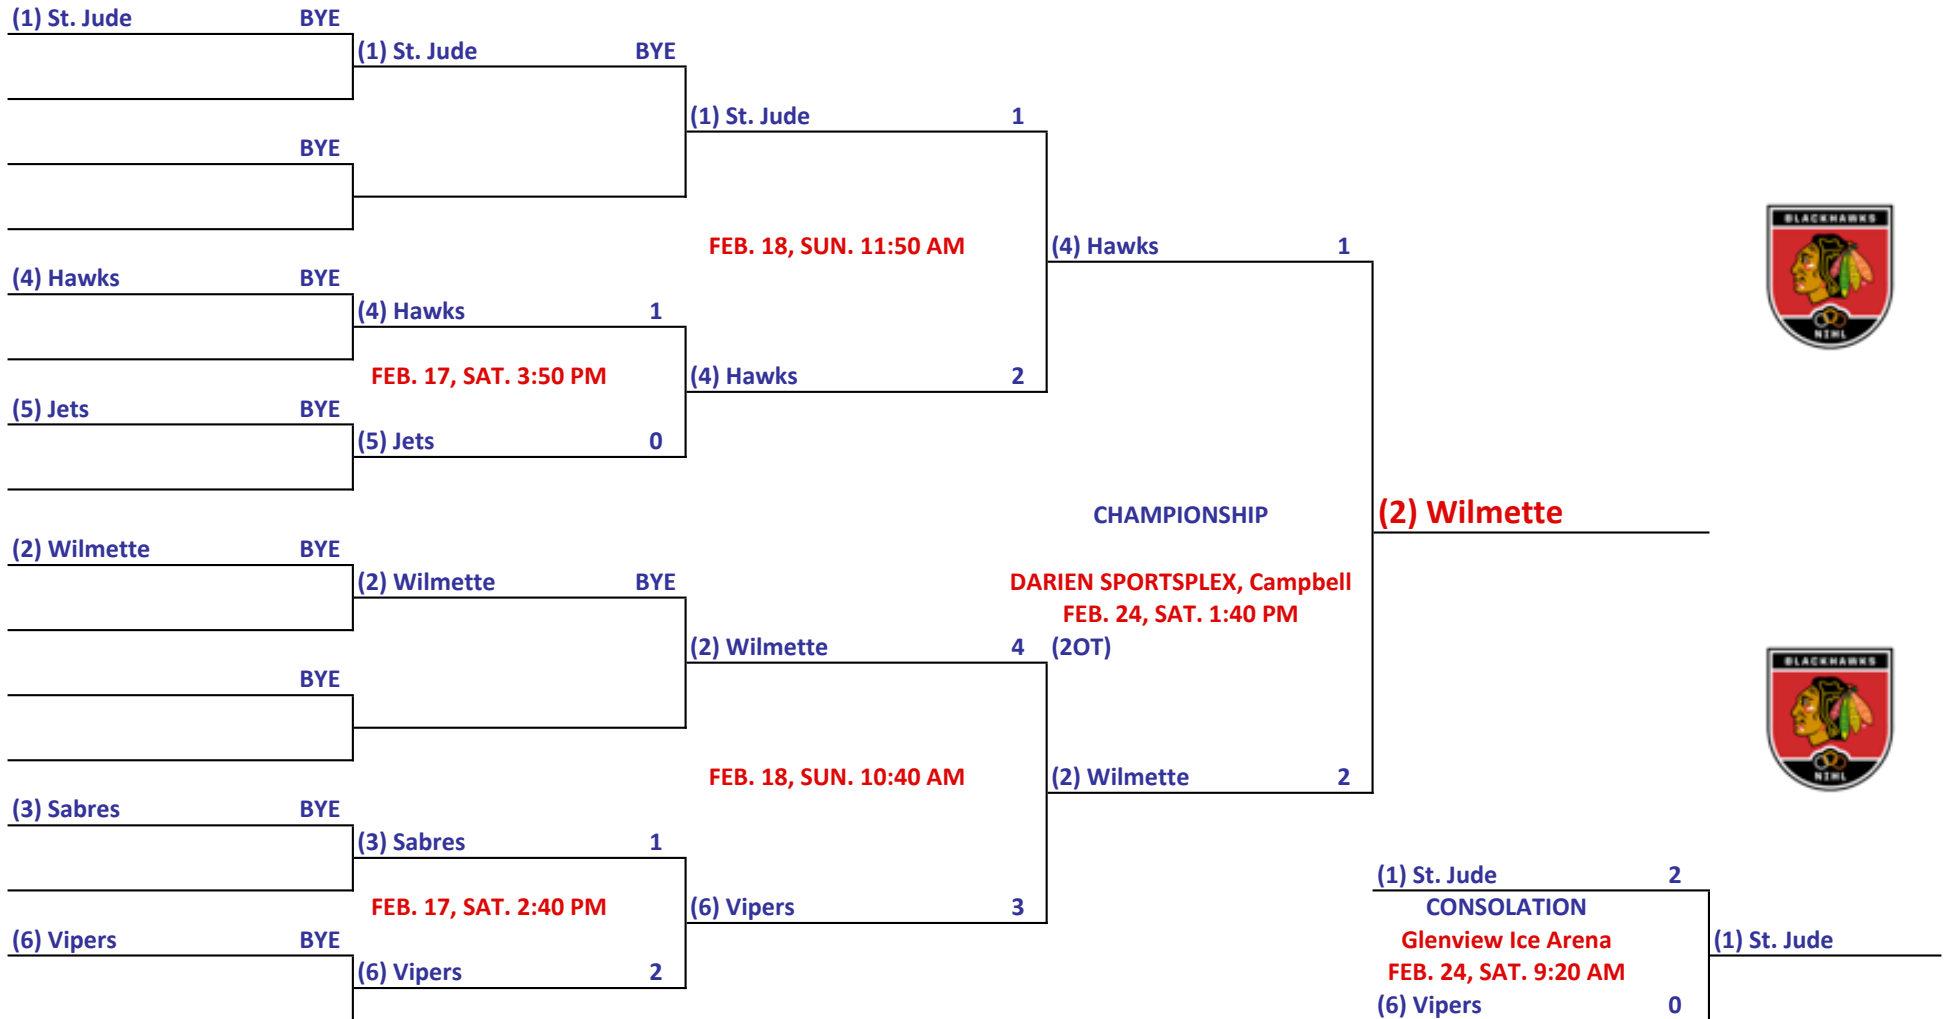 (1) St. Jude BYE
(1) St. Jude BYE
(1) St. Jude 1
BYE
FEB. 18, SUN. 11:50 AM
(4) Hawks 1
(4) Hawks BYE
(4) Hawks 1
FEB. 17, SAT. 3:50 PM
(4) Hawks 2
(5) Jets BYE
(5) Jets 0
CHAMPIONSHIP
(2) Wilmette
(2) Wilmette BYE
(2) Wilmette BYE
DARIEN SPORTSPLEX, Campbell
FEB. 24, SAT. 1:40 PM
(2) Wilmette 4 (2OT)
BYE
FEB. 18, SUN. 10:40 AM
(2) Wilmette 2
(3) Sabres BYE
(3) Sabres 1
FEB. 17, SAT. 2:40 PM
(6) Vipers 3
(6) Vipers BYE
(6) Vipers 2
(1) St. Jude 2
CONSOLATION
Glenview Ice Arena
(1) St. Jude
FEB. 24, SAT. 9:20 AM
(6) Vipers 0
BLACKHAWKS
NIHL
BLACKHAWKS
NIHL